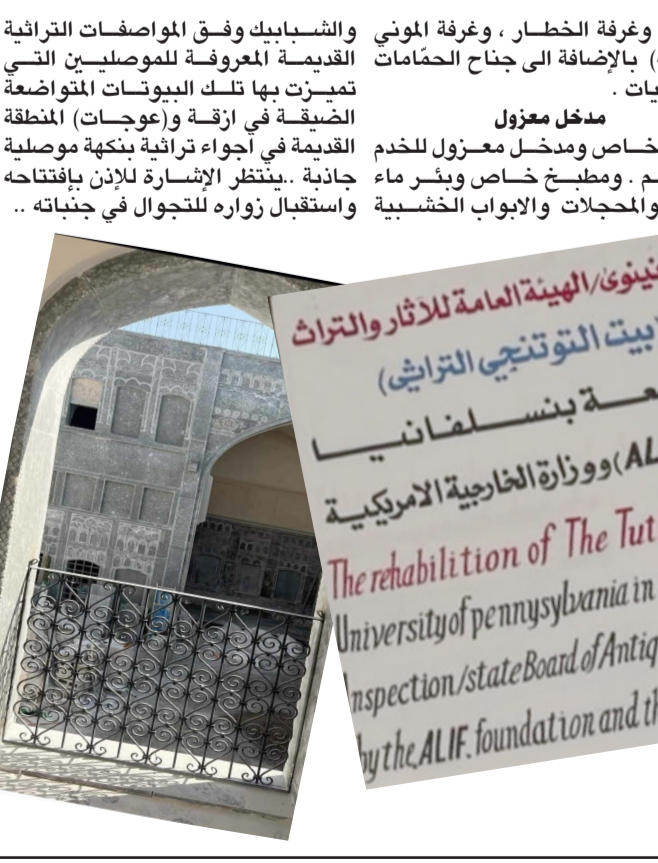 وغرفة الخطار ، وغرفة الموني
) بالإضافة الى جناح الحمّامات
يات .
مدخل معزول
خاص ومدخل معزول للخدم
م . ومطبخ خاص وبئر ماء
والمحجلات والابواب الخشبية
والشبابيك وفق المواصفات التراثية
القديمة المعروفة للموصليين التي
تميزت بها تلك البيوتات المتواضعة
الضيقة في ازقة و(عوجات) المنطقة
القديمة في اجواء تراثية بنكهة موصلية
جاذبة ..ينتظر الإشارة للإذن بإفتتاحه
واستقبال زواره للتجوال في جنباته ..
نينوى/الهيئة العامة للآثار والتراث
(بيت التوتنجي التراثي)
عة بنسلفانيا
AL) ووزارة الخارجية الامريكية
The rehabilition of The Tut
University of pennysylvania in
nspection/state Board of Antiq
by the ALIF. foundation and th